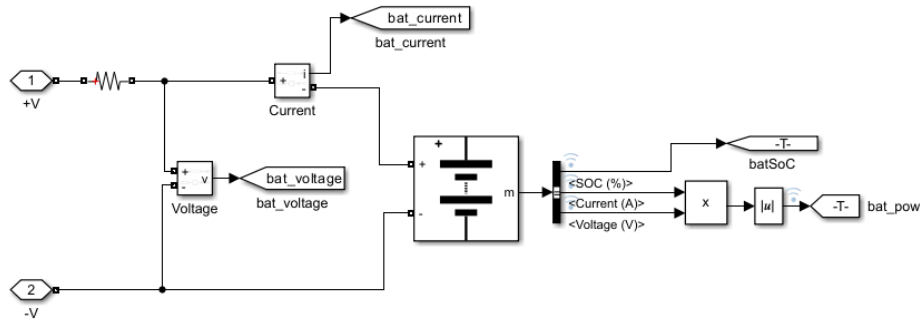 bat_current
bat_current
1
+V
+
i
-
Current
+
-
v
Voltage
bat_voltage
bat_voltage
+
+
-
m
-T-
batSoC
<SOC (%)>
<Current (A)>
<Voltage (V)>
x
|u|
-T-
bat_pow
2
-V